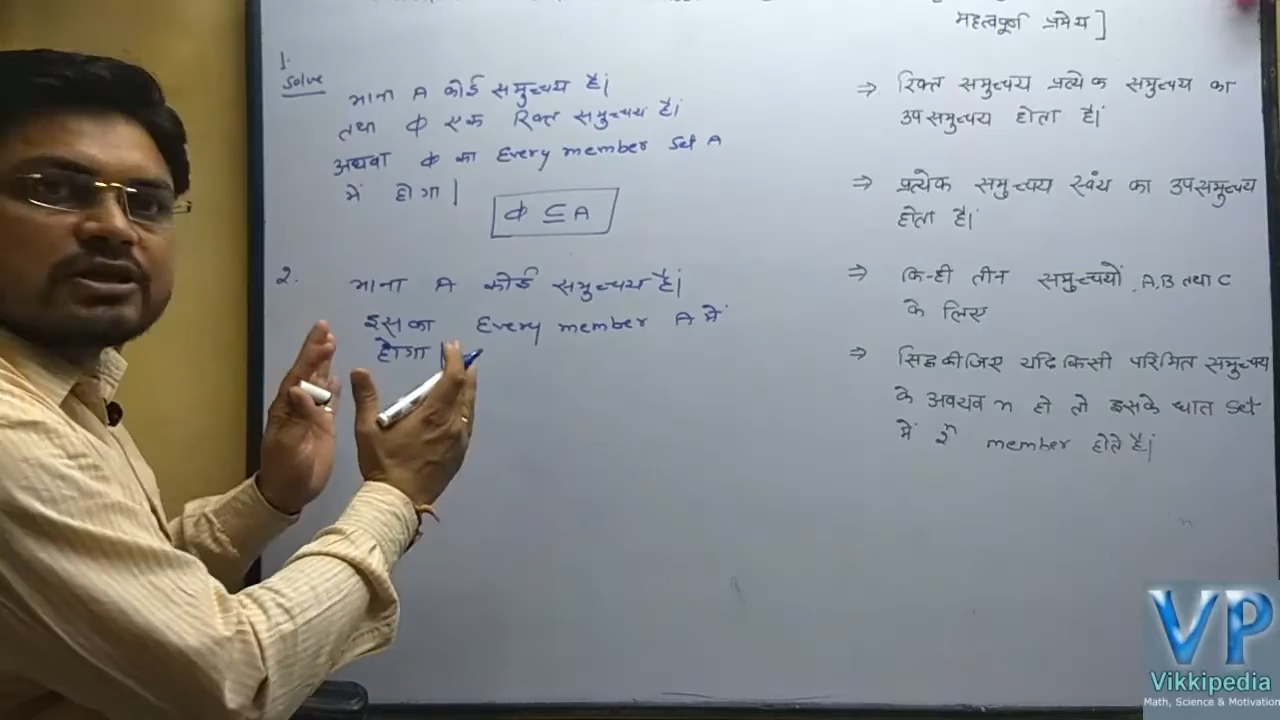 महत्वपूर्ण प्रमेय ]
1.
Solve
माना A कोई समुच्चय है।
तथा ф एक रिक्त समुच्चय है।
अथवा ф का Every member Set A
में होगा |
ф ⊆ A
2.
माना A कोई समुच्चय है।
इसका Every member A में
होगा |
⇒ रिक्त समुच्चय प्रत्येक समुच्चय का
उपसमुच्चय होता है।
⇒ प्रत्येक समुच्चय स्वंय का उपसमुच्चय
होता है।
⇒ किन्ही तीन समुच्चयों A,B तथा C
के लिए
⇒ सिद्ध कीजिए यदि किसी परिमित समुच्चय
के अवयव n हो तो इसके घात Set
में 2ⁿ member होते है।
VP
Vikkipedia
Math, Science & Motivation